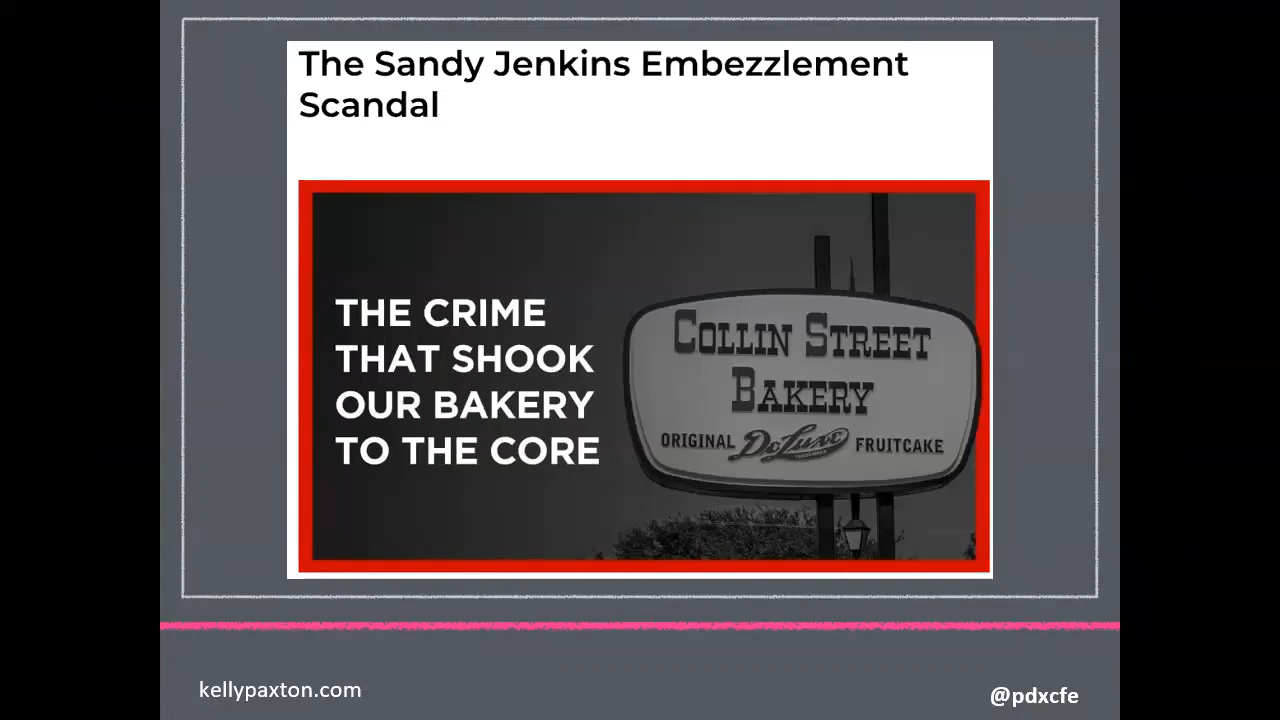 The Sandy Jenkins Embezzlement
Scandal
THE CRIME
THAT SHOOK
OUR BAKERY
TO THE CORE
COLLIN STREET
BAKERY
ORIGINAL DeLuxe FRUITCAKE
TRADEMARK
kellypaxton.com
@pdxcfe